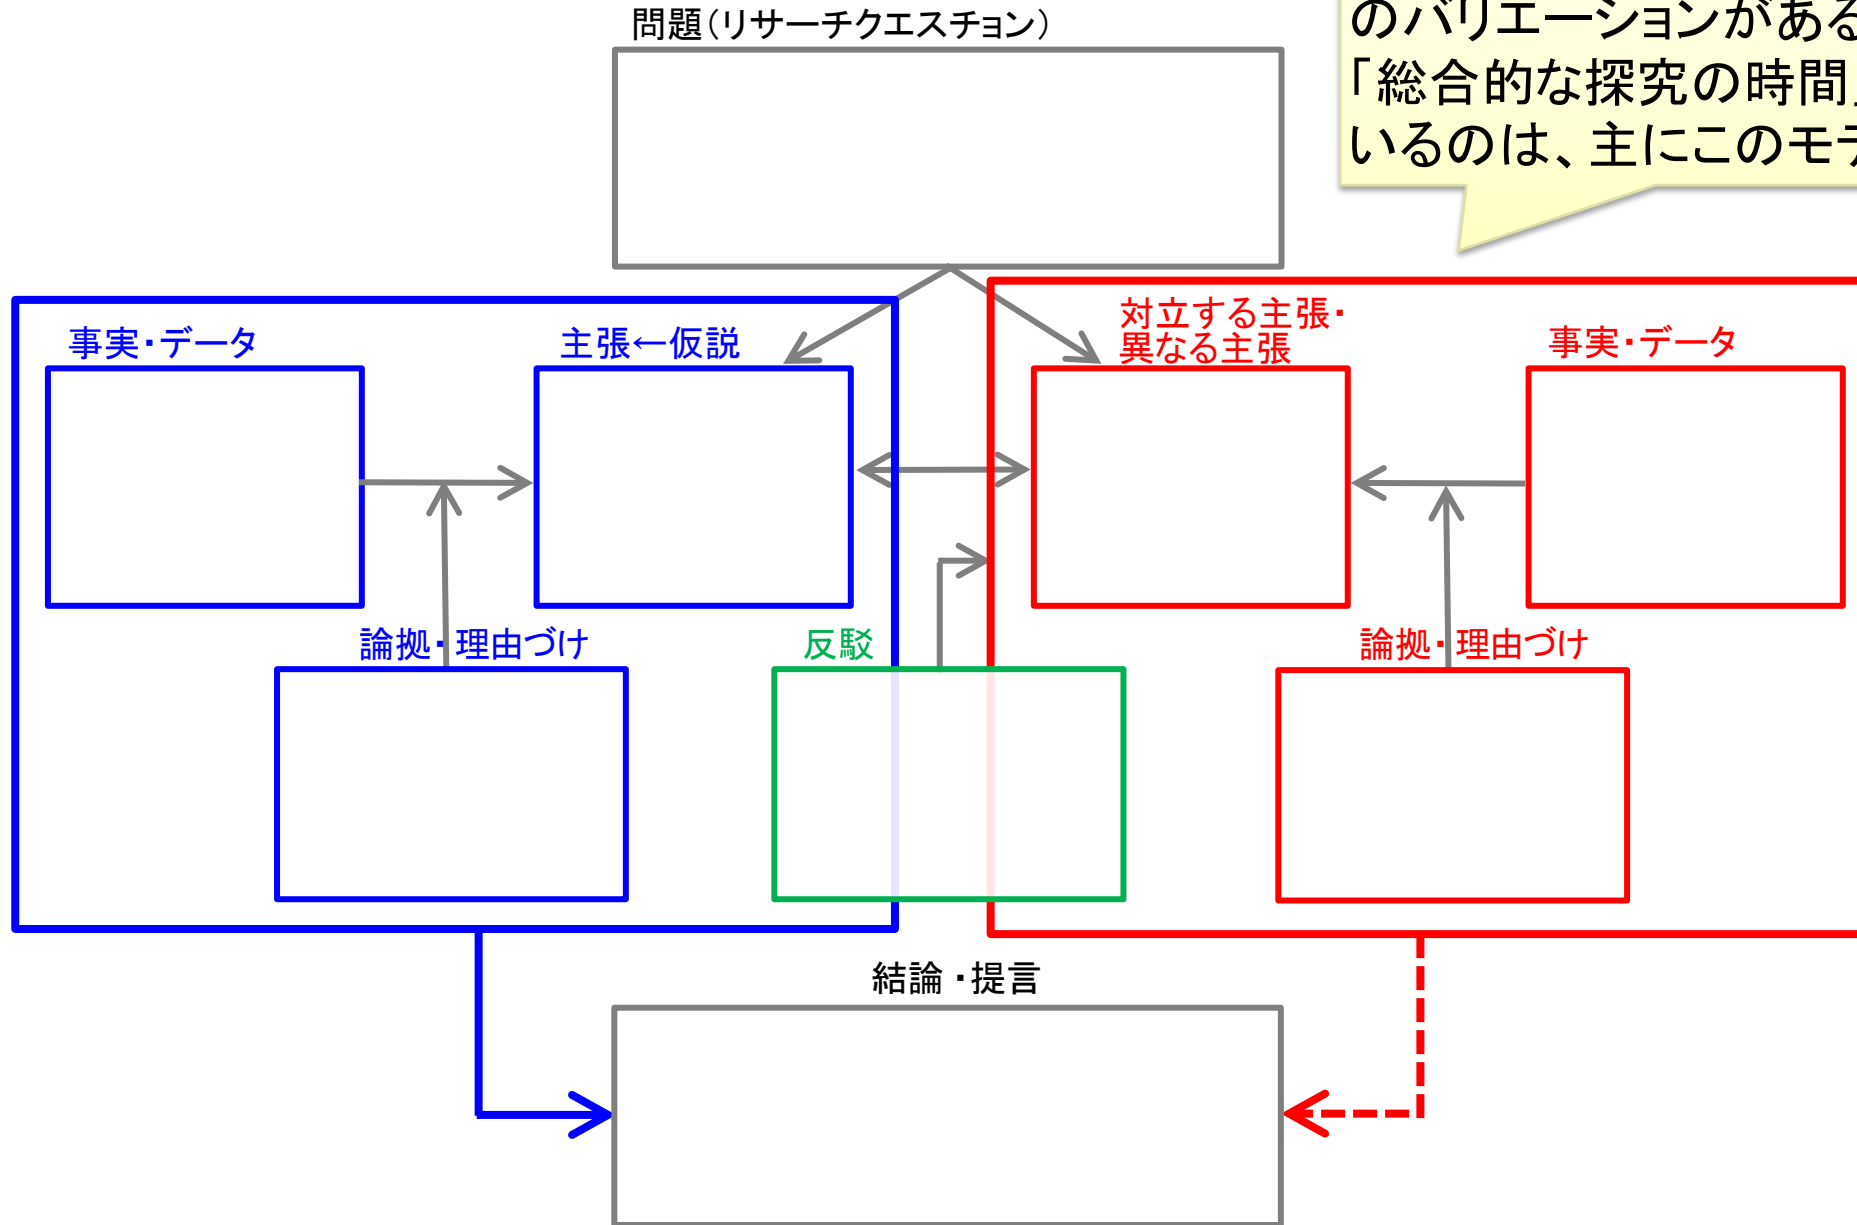 問題(リサーチクエスチョン)
のバリエーションがある
「総合的な探究の時間」
いるのは、主にこのモデ
事実・データ
主張←仮説
対立する主張・
異なる主張
事実・データ
論拠・理由づけ
反駁
論拠・理由づけ
結論・提言